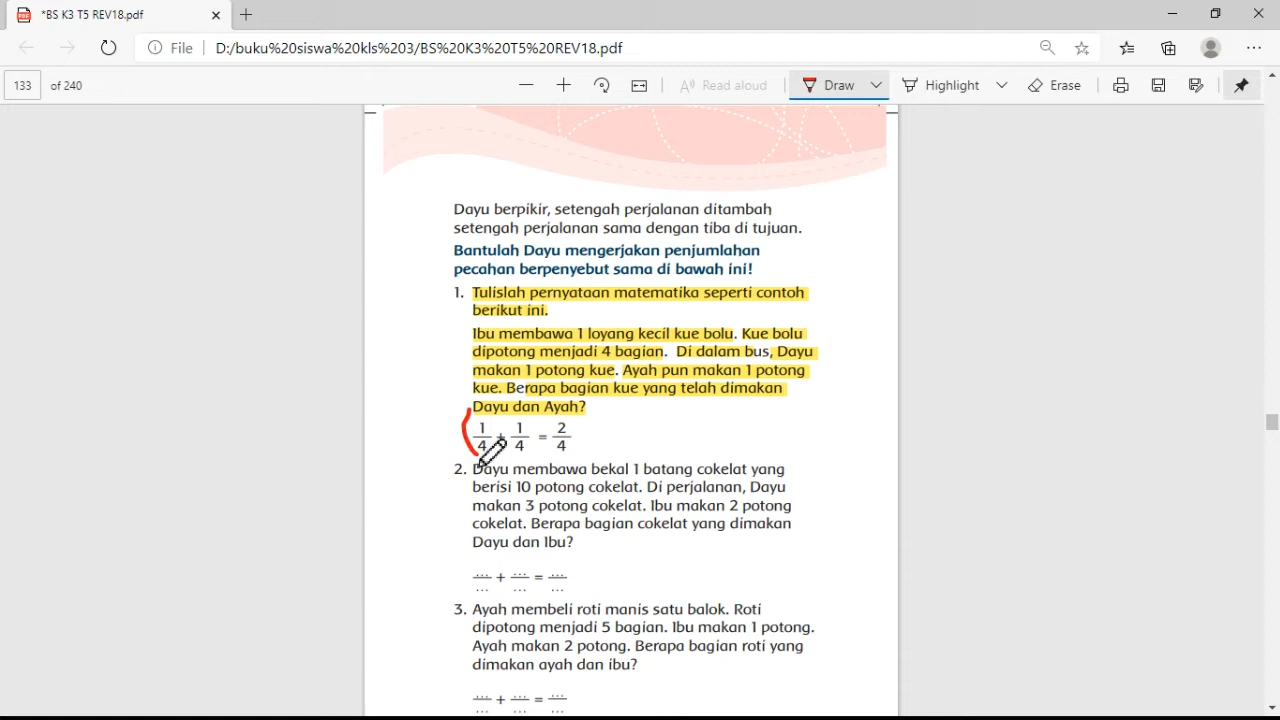 *BS K3 T5 REV18.pdf
File D:/buku%20siswa%20kls%203/BS%20K3%20T5%20REV18.pdf
133 of 240 Read aloud Draw Highlight Erase
Dayu berpikir, setengah perjalanan ditambah
setengah perjalanan sama dengan tiba di tujuan.
Bantulah Dayu mengerjakan penjumlahan
pecahan berpenyebut sama di bawah ini!
1. Tulislah pernyataan matematika seperti contoh
berikut ini.
Ibu membawa 1 loyang kecil kue bolu. Kue bolu
dipotong menjadi 4 bagian. Di dalam bus, Dayu
makan 1 potong kue. Ayah pun makan 1 potong
kue. Berapa bagian kue yang telah dimakan
Dayu dan Ayah?
1/4 + 1/4 = 2/4
2. Dayu membawa bekal 1 batang cokelat yang
berisi 10 potong cokelat. Di perjalanan, Dayu
makan 3 potong cokelat. Ibu makan 2 potong
cokelat. Berapa bagian cokelat yang dimakan
Dayu dan Ibu?
.../... + .../... = .../...
3. Ayah membeli roti manis satu balok. Roti
dipotong menjadi 5 bagian. Ibu makan 1 potong.
Ayah makan 2 potong. Berapa bagian roti yang
dimakan ayah dan ibu?
.../... + .../... = .../...